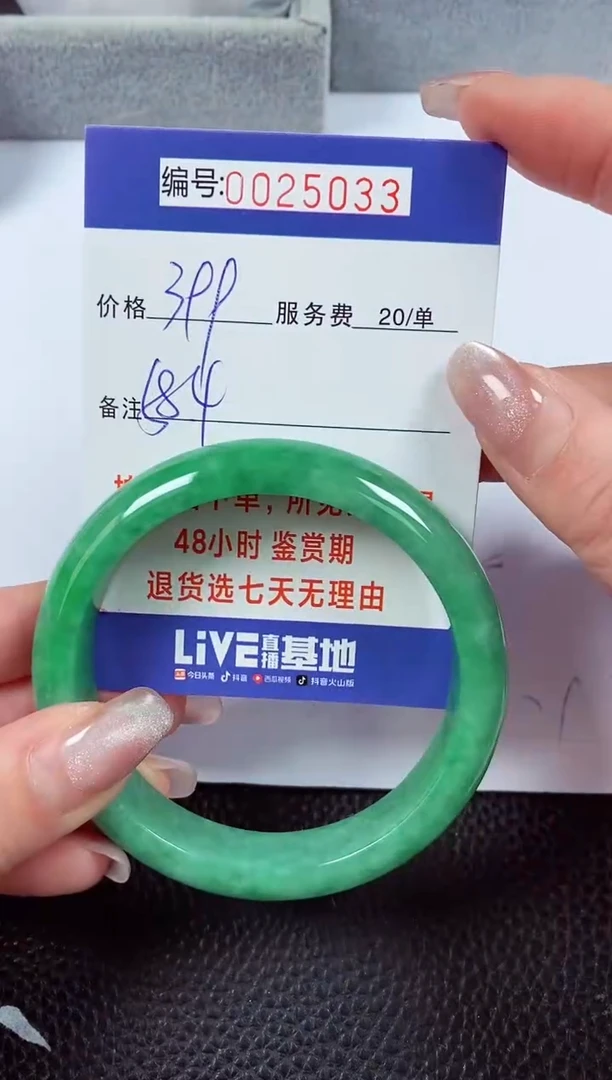 编号:0025033
价格 399 服务费 20/单
备注
48小时 鉴赏期
退货选七天无理由
LiVE直播基地
今日头条 抖音 西瓜视频 抖音火山版